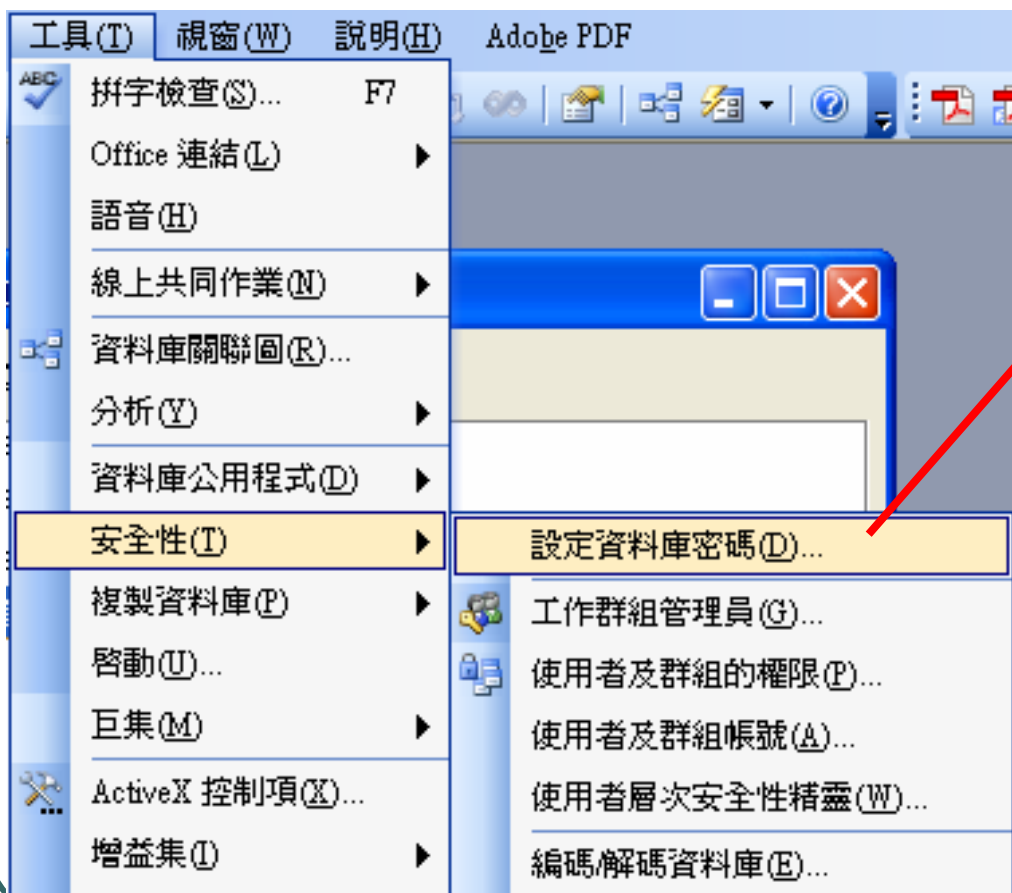 工具(T) 視窗(W) 說明(H) Adobe PDF
ABC
拼字檢查(S)... F7
Office 連結(L)
語音(H)
線上共同作業(N)
資料庫關聯圖(R)...
分析(Y)
資料庫公用程式(D)
安全性(T)
設定資料庫密碼(D)...
複製資料庫(P)
工作群組管理員(G)...
啓動(U)...
使用者及群組的權限(P)...
巨集(M)
使用者及群組帳號(A)...
ActiveX 控制項(X)...
使用者層次安全性精靈(W)...
增益集(I)
編碼/解碼資料庫(E)...